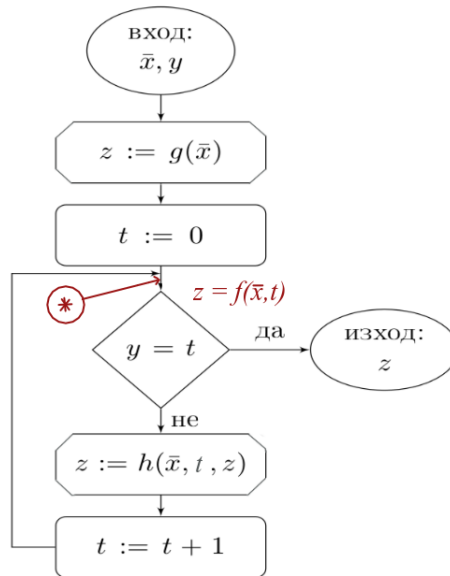 вход:
x̄, y
z := g(x̄)
t := 0
*
z = f(x̄,t)
y = t
да
изход:
z
не
z := h(x̄, t , z)
t := t + 1